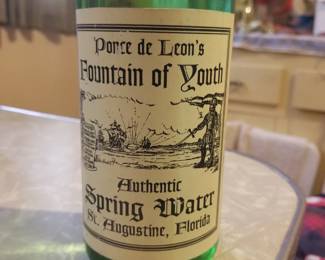 Ponce de Leon's
Fountain of Youth
Authentic
Spring Water
St. Augustine, Florida